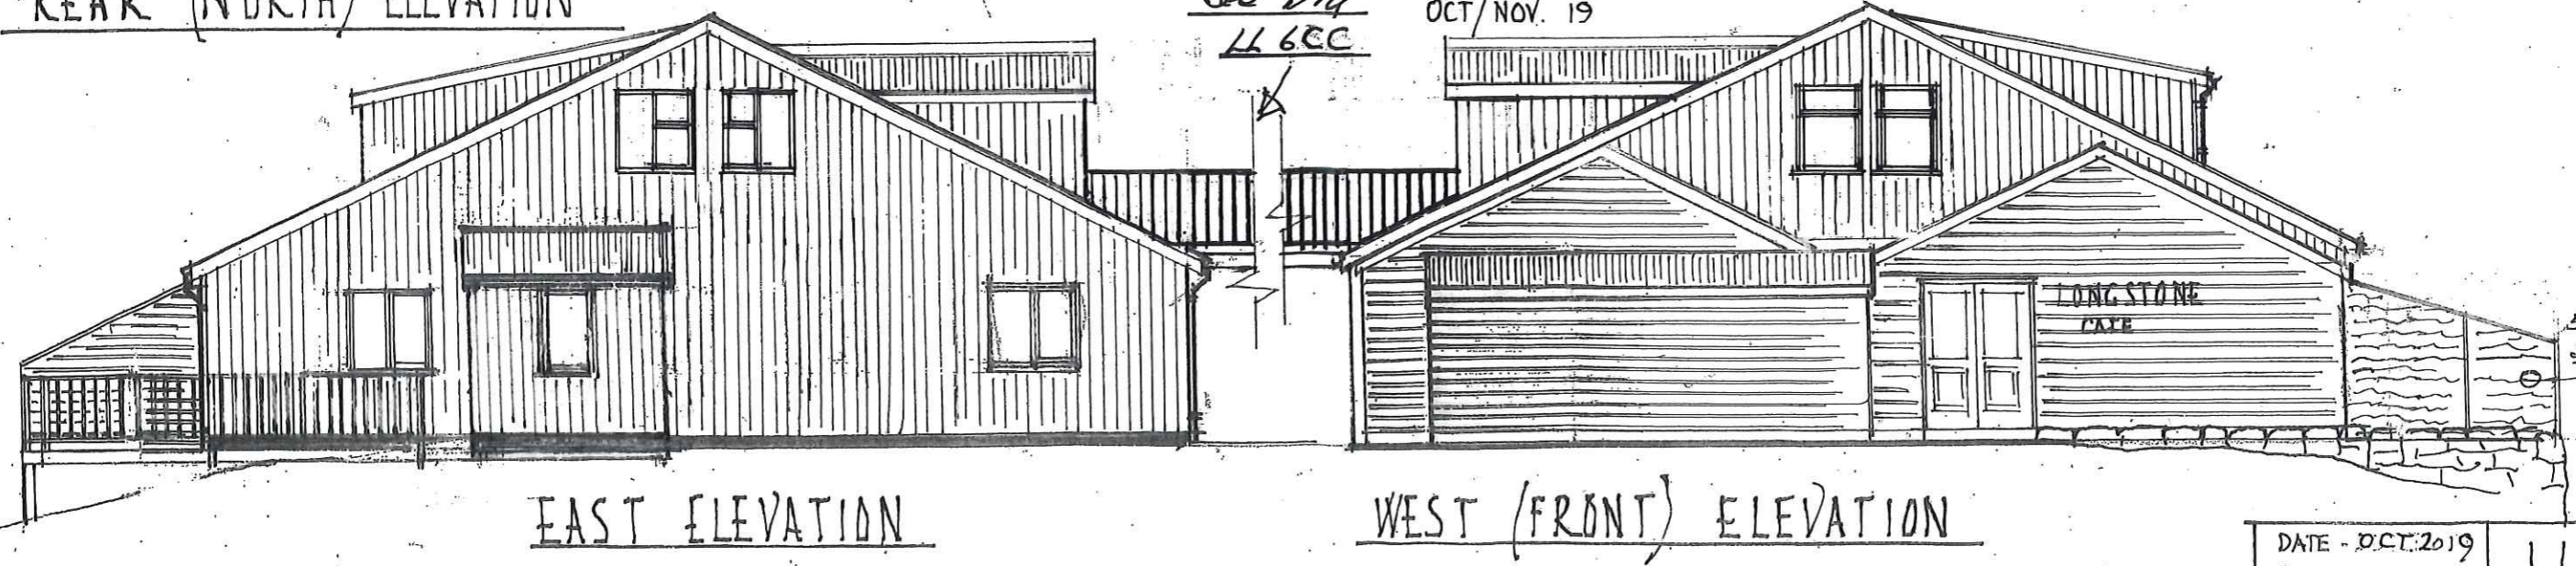 REAR (NORTH) ELEVATION
OCT/NOV. 19
LL 6CC
LONGSTONE
CAFE
EAST ELEVATION
WEST (FRONT) ELEVATION
DATE - OCT. 2019